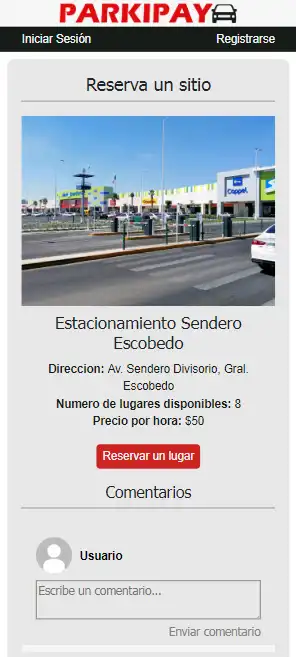 PARKIPAY
Iniciar Sesión Registrarse
Reserva un sitio
Coppel
Estacionamiento Sendero
Escobedo
Direccion: Av. Sendero Divisorio, Gral.
Escobedo
Numero de lugares disponibles: 8
Precio por hora: $50
Reservar un lugar
Comentarios
Usuario
Escribe un comentario...
Enviar comentario